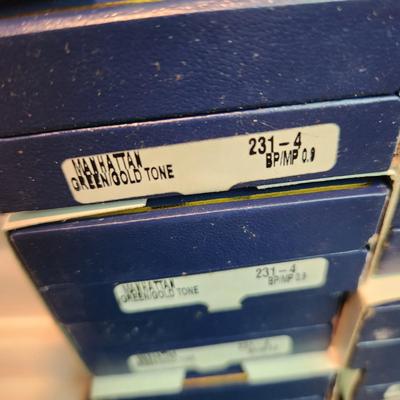 MANHATTAN 231-4
GREEN/GOLD TONE BP/MP 0.9
MANHATTAN 231-4
GREEN/GOLD TONE BP/MP 0.9